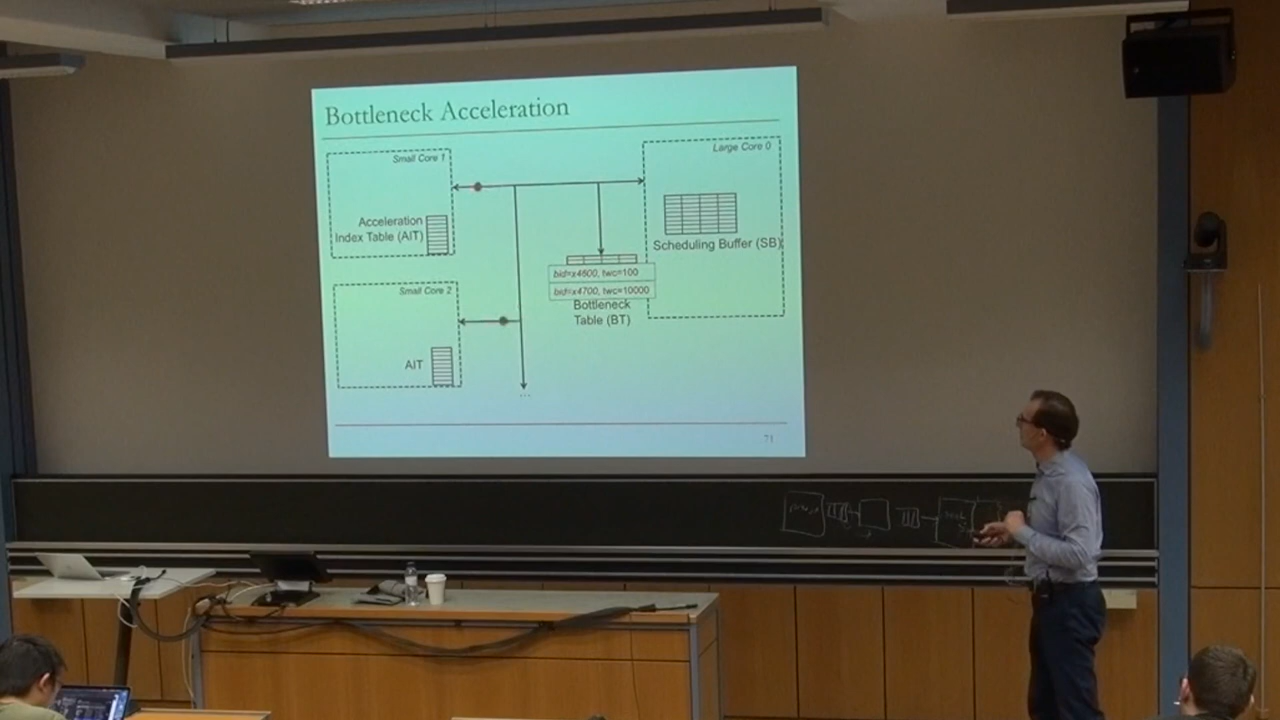 Bottleneck Acceleration
Small Core 1
Large Core 0
Acceleration
Index Table (AIT)
Scheduling Buffer (SB)
bid=x4600, twc=100
bid=x4700, twc=10000
Small Core 2
Bottleneck
Table (BT)
AIT
...
71